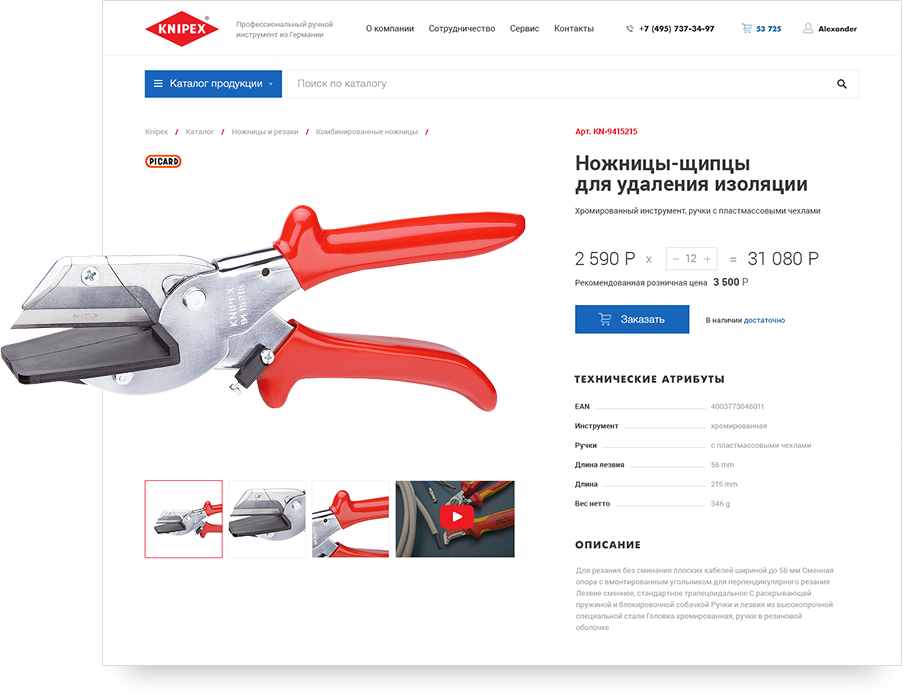 KNIPEX
Профессиональный ручной
инструмент из Германии
О компании
Сотрудничество
Сервис
Контакты
+7 (495) 737-34-97
53 725
Alexander
Каталог продукции
Поиск по каталогу
Knipex / Каталог / Ножницы и резаки / Комбинированные ножницы /
PICARD
KNIPEX
94 15 215
Арт. KN-9415215
Ножницы-щипцы
для удаления изоляции
Хромированный инструмент, ручки с пластмассовыми чехлами
2 590 Р x − 12 + = 31 080 Р
Рекомендованная розничная цена 3 500 Р
Заказать
В наличии достаточно
ТЕХНИЧЕСКИЕ АТРИБУТЫ
EAN 4003773046011
Инструмент хромированная
Ручки с пластмассовыми чехлами
Длина лезвия 56 mm
Длина 215 mm
Вес нетто 346 g
ОПИСАНИЕ
Для резания без сминания плоских кабелей шириной до 56 мм Сменная
опора с вмонтированным угольником для перпендикулярного резания
Лезвие сменное, стандартное трапецоидальное С раскрывающей
пружиной и блокировочной собачкой Ручки и лезвия из высокопрочной
специальной стали Головка хромированная, ручки в резиновой
оболочке